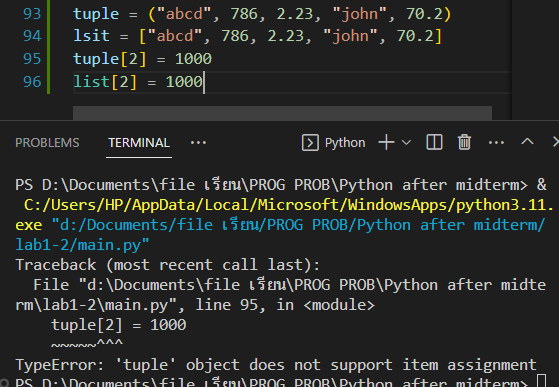 93 tuple = ("abcd", 786, 2.23, "john", 70.2)
94 lsit = ["abcd", 786, 2.23, "john", 70.2]
95 tuple[2] = 1000
96 list[2] = 1000
PROBLEMS TERMINAL ··· Python
PS D:\Documents\file เรียน\PROG PROB\Python after midterm> &
C:/Users/HP/AppData/Local/Microsoft/WindowsApps/python3.11.
exe "d:/Documents/file เรียน/PROG PROB/Python after midterm/
lab1-2/main.py"
Traceback (most recent call last):
File "d:\Documents\file เรียน\PROG PROB\Python after midte
rm\lab1-2\main.py", line 95, in <module>
tuple[2] = 1000
~~~~~^^^
TypeError: 'tuple' object does not support item assignment
PS D:\Documents\file เรียน\PROG PROB\Python after midterm>